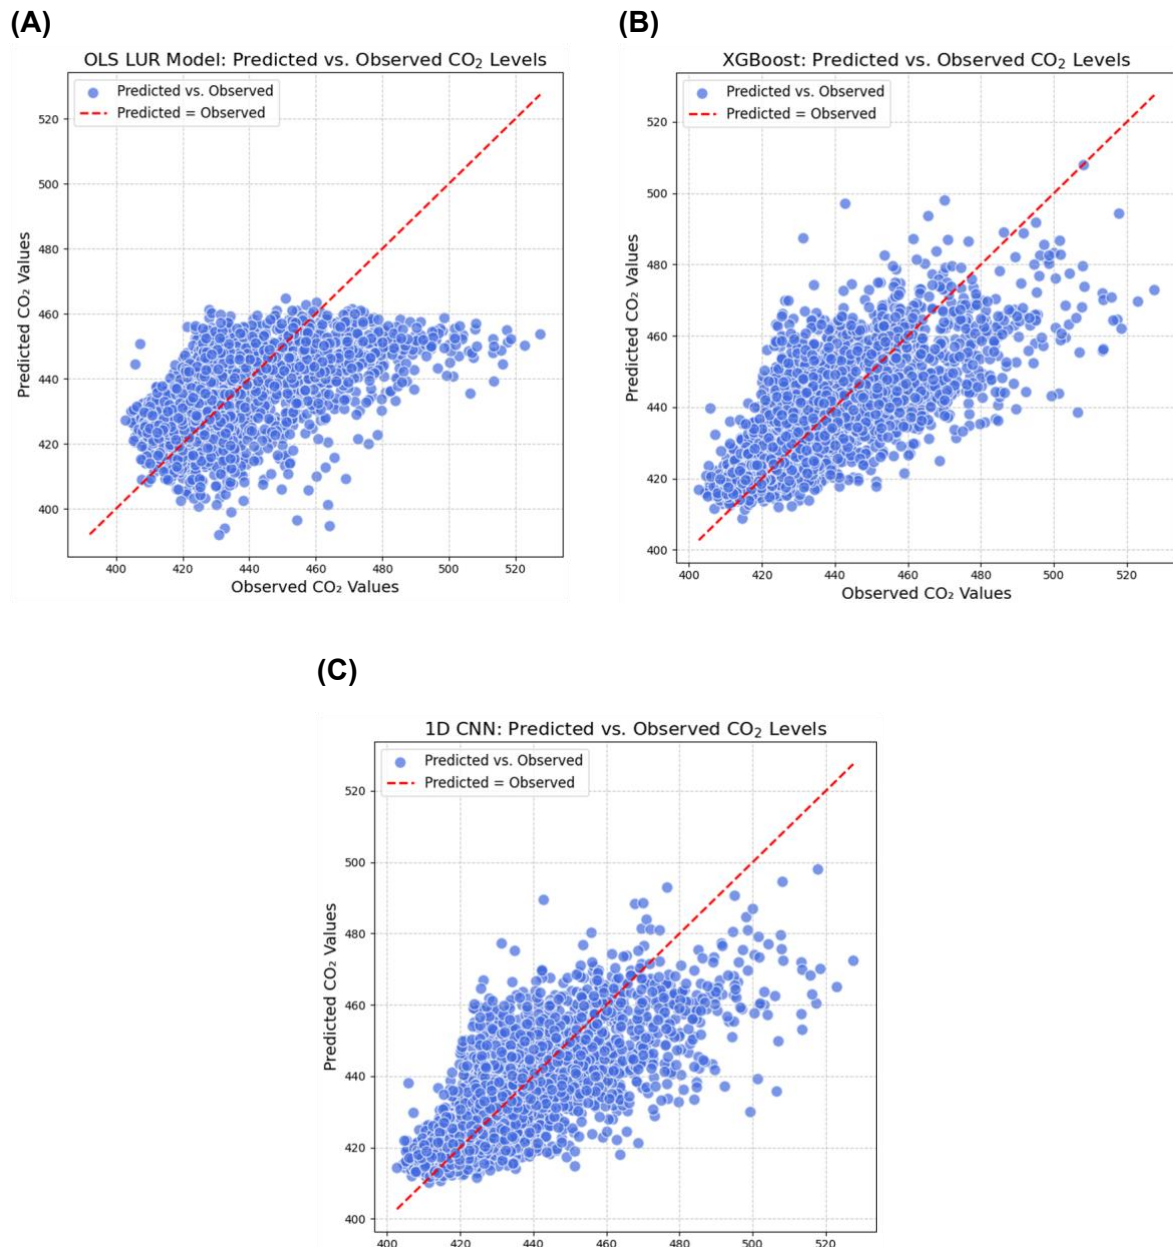 (A)
OLS LUR Model: Predicted vs. Observed CO₂ Levels
Predicted vs. Observed
Predicted = Observed
520
500
480
460
440
420
400
Predicted CO₂ Values
400 420 440 460 480 500 520
Observed CO₂ Values
(B)
XGBoost: Predicted vs. Observed CO₂ Levels
Predicted vs. Observed
Predicted = Observed
520
500
480
460
440
420
400
Predicted CO₂ Values
400 420 440 460 480 500 520
Observed CO₂ Values
(C)
1D CNN: Predicted vs. Observed CO₂ Levels
Predicted vs. Observed
Predicted = Observed
520
500
480
460
440
420
400
Predicted CO₂ Values
400 420 440 460 480 500 520